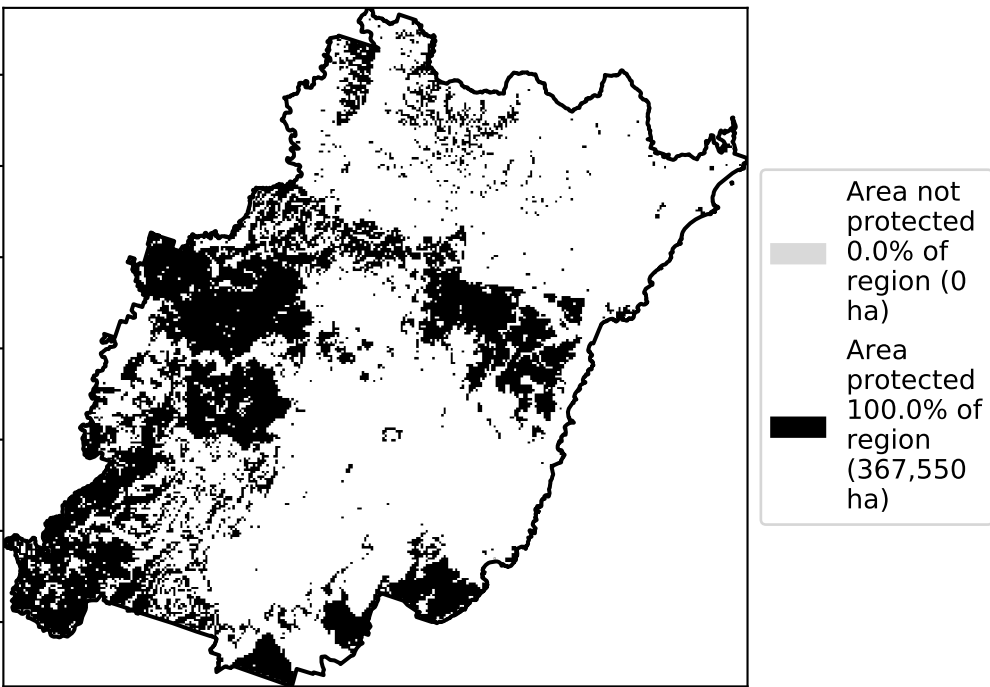 Area not
protected
0.0% of
region (0
ha)
Area
protected
100.0% of
region
(367,550
ha)